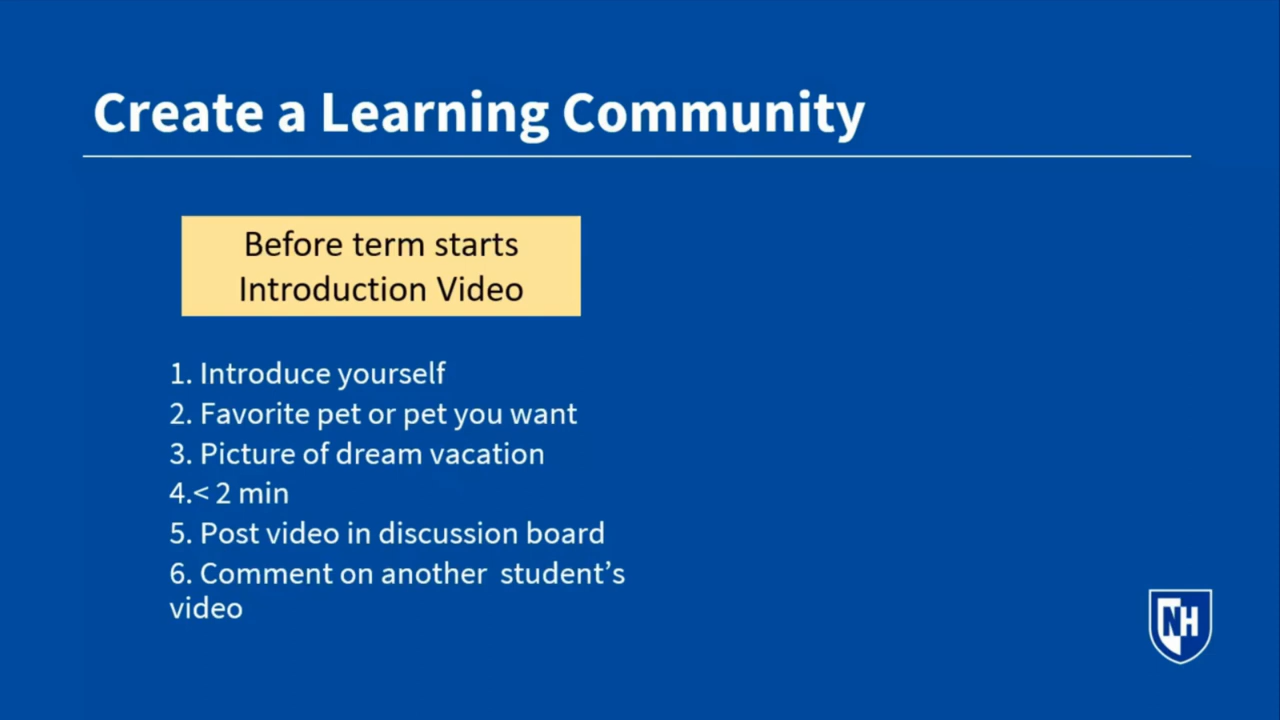 Create a Learning Community
Before term starts
Introduction Video
1. Introduce yourself
2. Favorite pet or pet you want
3. Picture of dream vacation
4.< 2 min
5. Post video in discussion board
6. Comment on another  student’s
video
NH